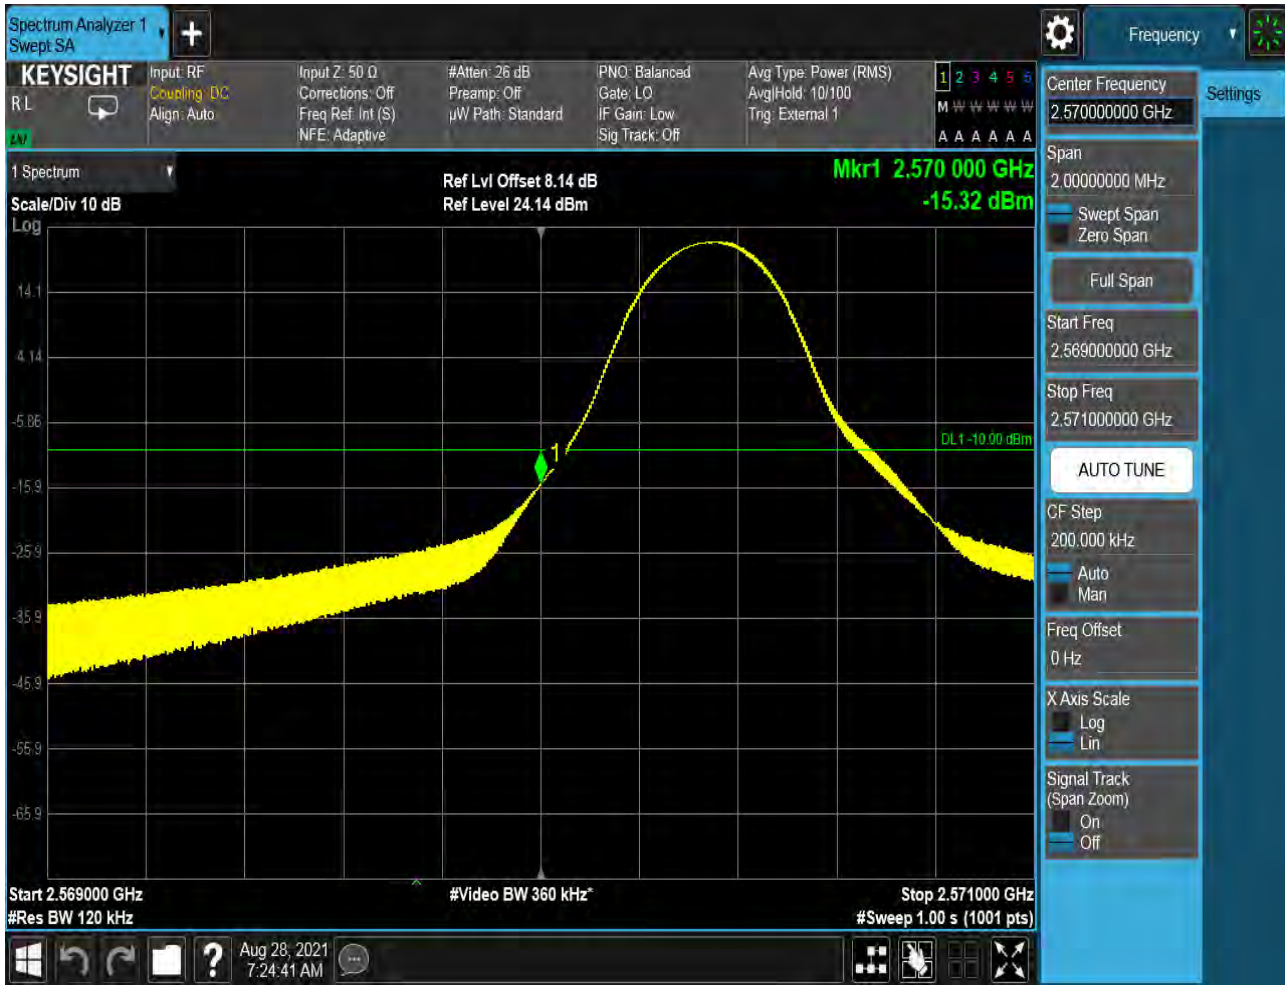 Spectrum Analyzer 1
Swept SA
Frequency
KEYSIGHT
R L
Input: RF
Coupling: DC
Align: Auto
Input Z: 50 Ω
Corrections: Off
Freq Ref: Int (S)
NFE: Adaptive
#Atten: 26 dB
Preamp: Off
µW Path: Standard
PNO: Balanced
Gate: LO
IF Gain: Low
Sig Track: Off
Avg Type: Power (RMS)
Avg|Hold: 10/100
Trig: External 1
1 2 3 4 5 6
M W W W W W
A A A A A A
1 Spectrum
Scale/Div 10 dB
Log
Ref Lvl Offset 8.14 dB
Ref Level 24.14 dBm
Mkr1 2.570 000 GHz
-15.32 dBm
14.1
4.14
-5.86
-15.9
-25.9
-35.9
-45.9
-55.9
-65.9
DL1 -10.00 dBm
1
Start 2.569000 GHz
#Res BW 120 kHz
#Video BW 360 kHz*
Stop 2.571000 GHz
#Sweep 1.00 s (1001 pts)
Center Frequency
2.570000000 GHz
Settings
Span
2.00000000 MHz
Swept Span
Zero Span
Full Span
Start Freq
2.569000000 GHz
Stop Freq
2.571000000 GHz
AUTO TUNE
CF Step
200.000 kHz
Auto
Man
Freq Offset
0 Hz
X Axis Scale
Log
Lin
Signal Track
(Span Zoom)
On
Off
?
Aug 28, 2021
7:24:41 AM